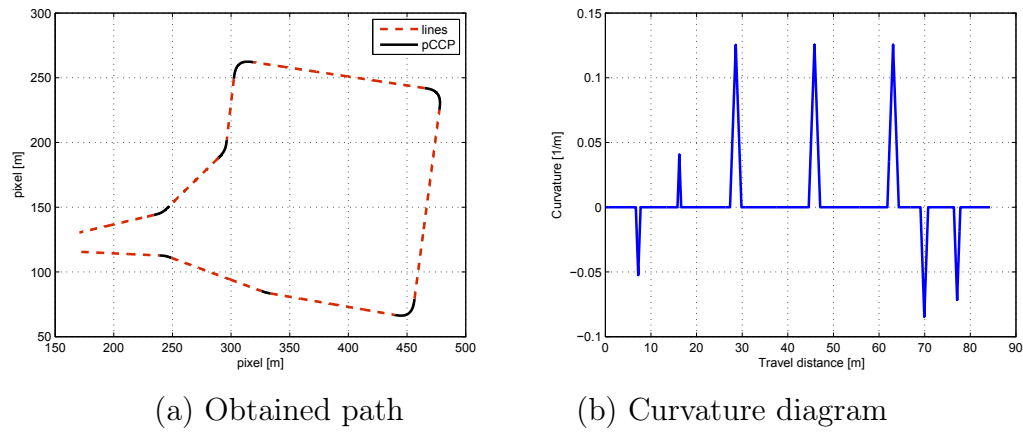 300
250
200
150
100
50
pixel [m]
150 200 250 300 350 400 450 500
pixel [m]
lines
pCCP
(a) Obtained path
0.15
0.1
0.05
0
−0.05
−0.1
Curvature [1/m]
0 10 20 30 40 50 60 70 80 90
Travel distance [m]
(b) Curvature diagram